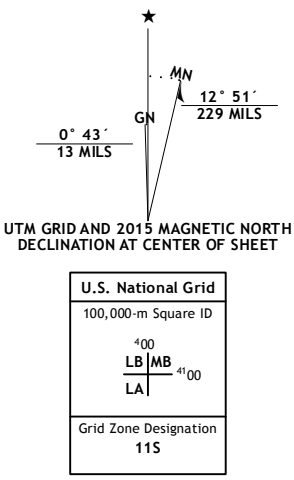 ★
MN
GN
12° 51´
229 MILS
0° 43´
13 MILS
UTM GRID AND 2015 MAGNETIC NORTH
DECLINATION AT CENTER OF SHEET
U.S. National Grid
100,000-m Square ID
⁴00
LB MB
⁴¹00
LA
Grid Zone Designation
11S